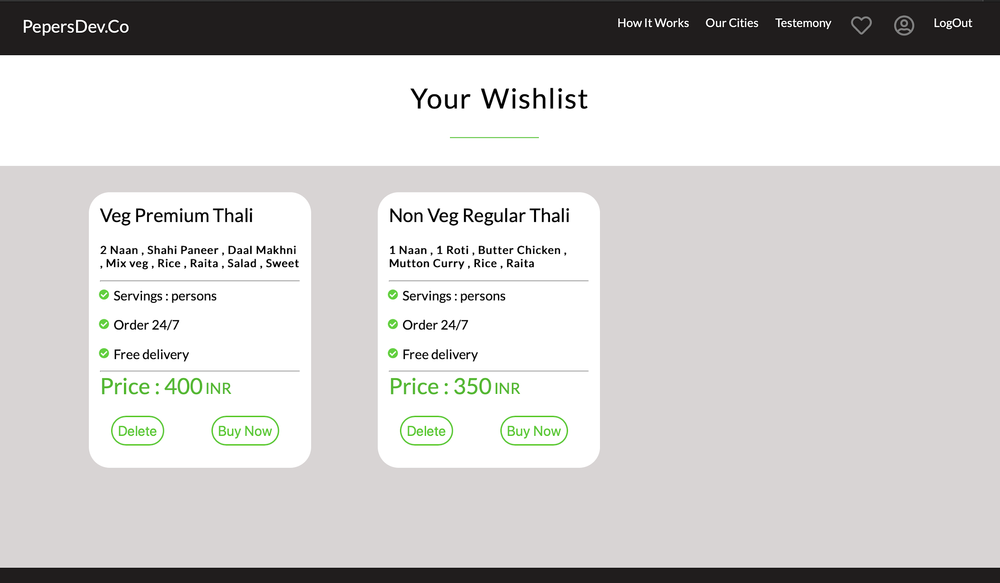 PepersDev.Co
How It Works
Our Cities
Testemony
LogOut
Your Wishlist
Veg Premium Thali
2 Naan , Shahi Paneer , Daal Makhni
, Mix veg , Rice , Raita , Salad , Sweet
Servings : persons
Order 24/7
Free delivery
Price : 400 INR
Delete
Buy Now
Non Veg Regular Thali
1 Naan , 1 Roti , Butter Chicken ,
Mutton Curry , Rice , Raita
Servings : persons
Order 24/7
Free delivery
Price : 350 INR
Delete
Buy Now